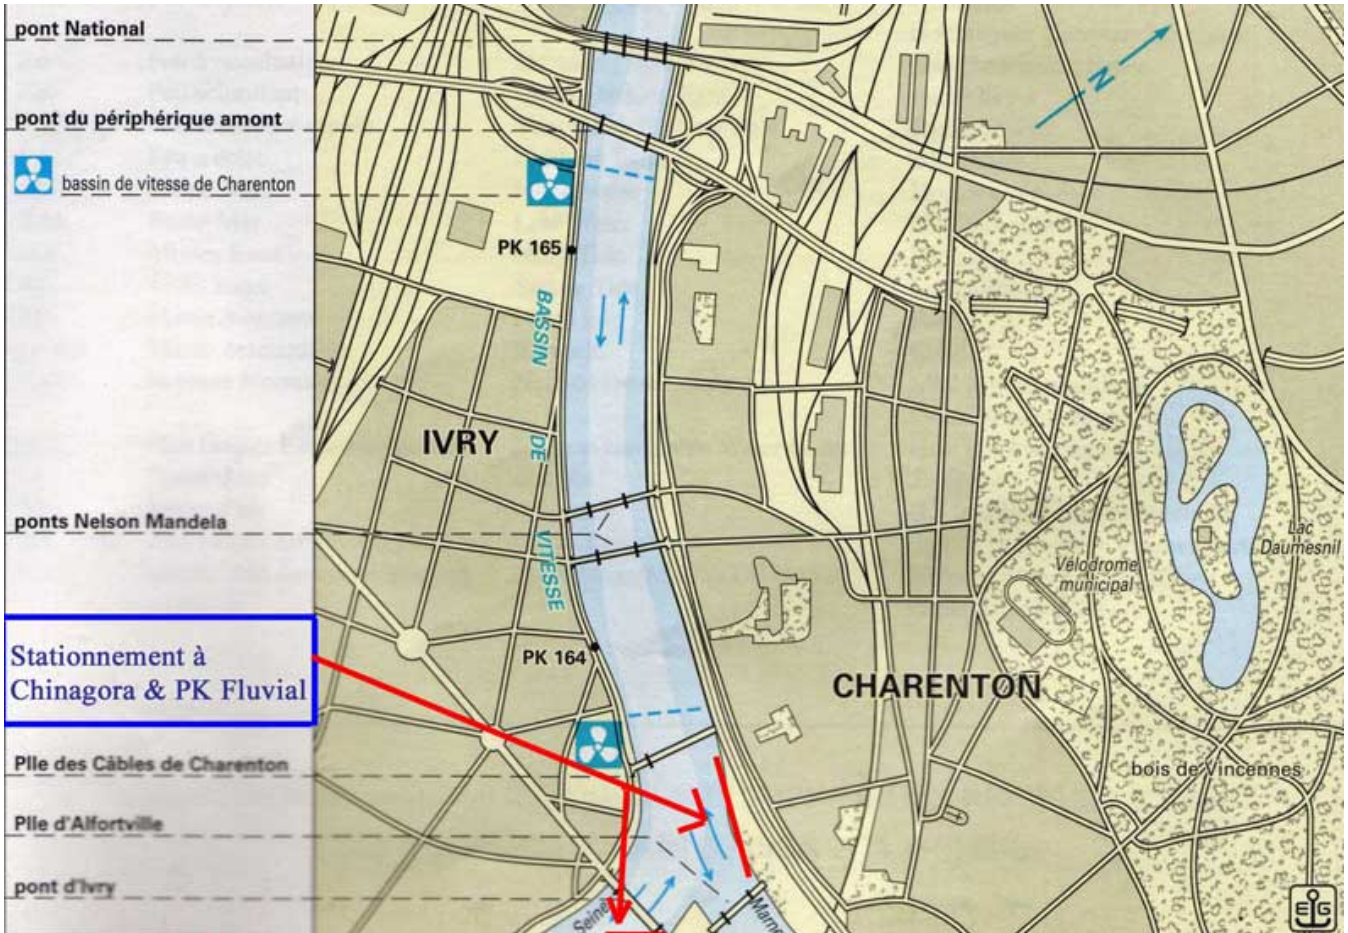 pont National
N
pont du périphérique amont
bassin de vitesse de Charenton
PK 165
BASSIN
DE
VITESSE
IVRY
ponts Nelson Mandela
Lac
Daumesnil
Vélodrome
municipal
Stationnement à
Chinagora & PK Fluvial
PK 164
CHARENTON
PIle des Câbles de Charenton
bois de Vincennes
PIle d'Alfortville
pont d'Ivry
Seine
Marne
E G